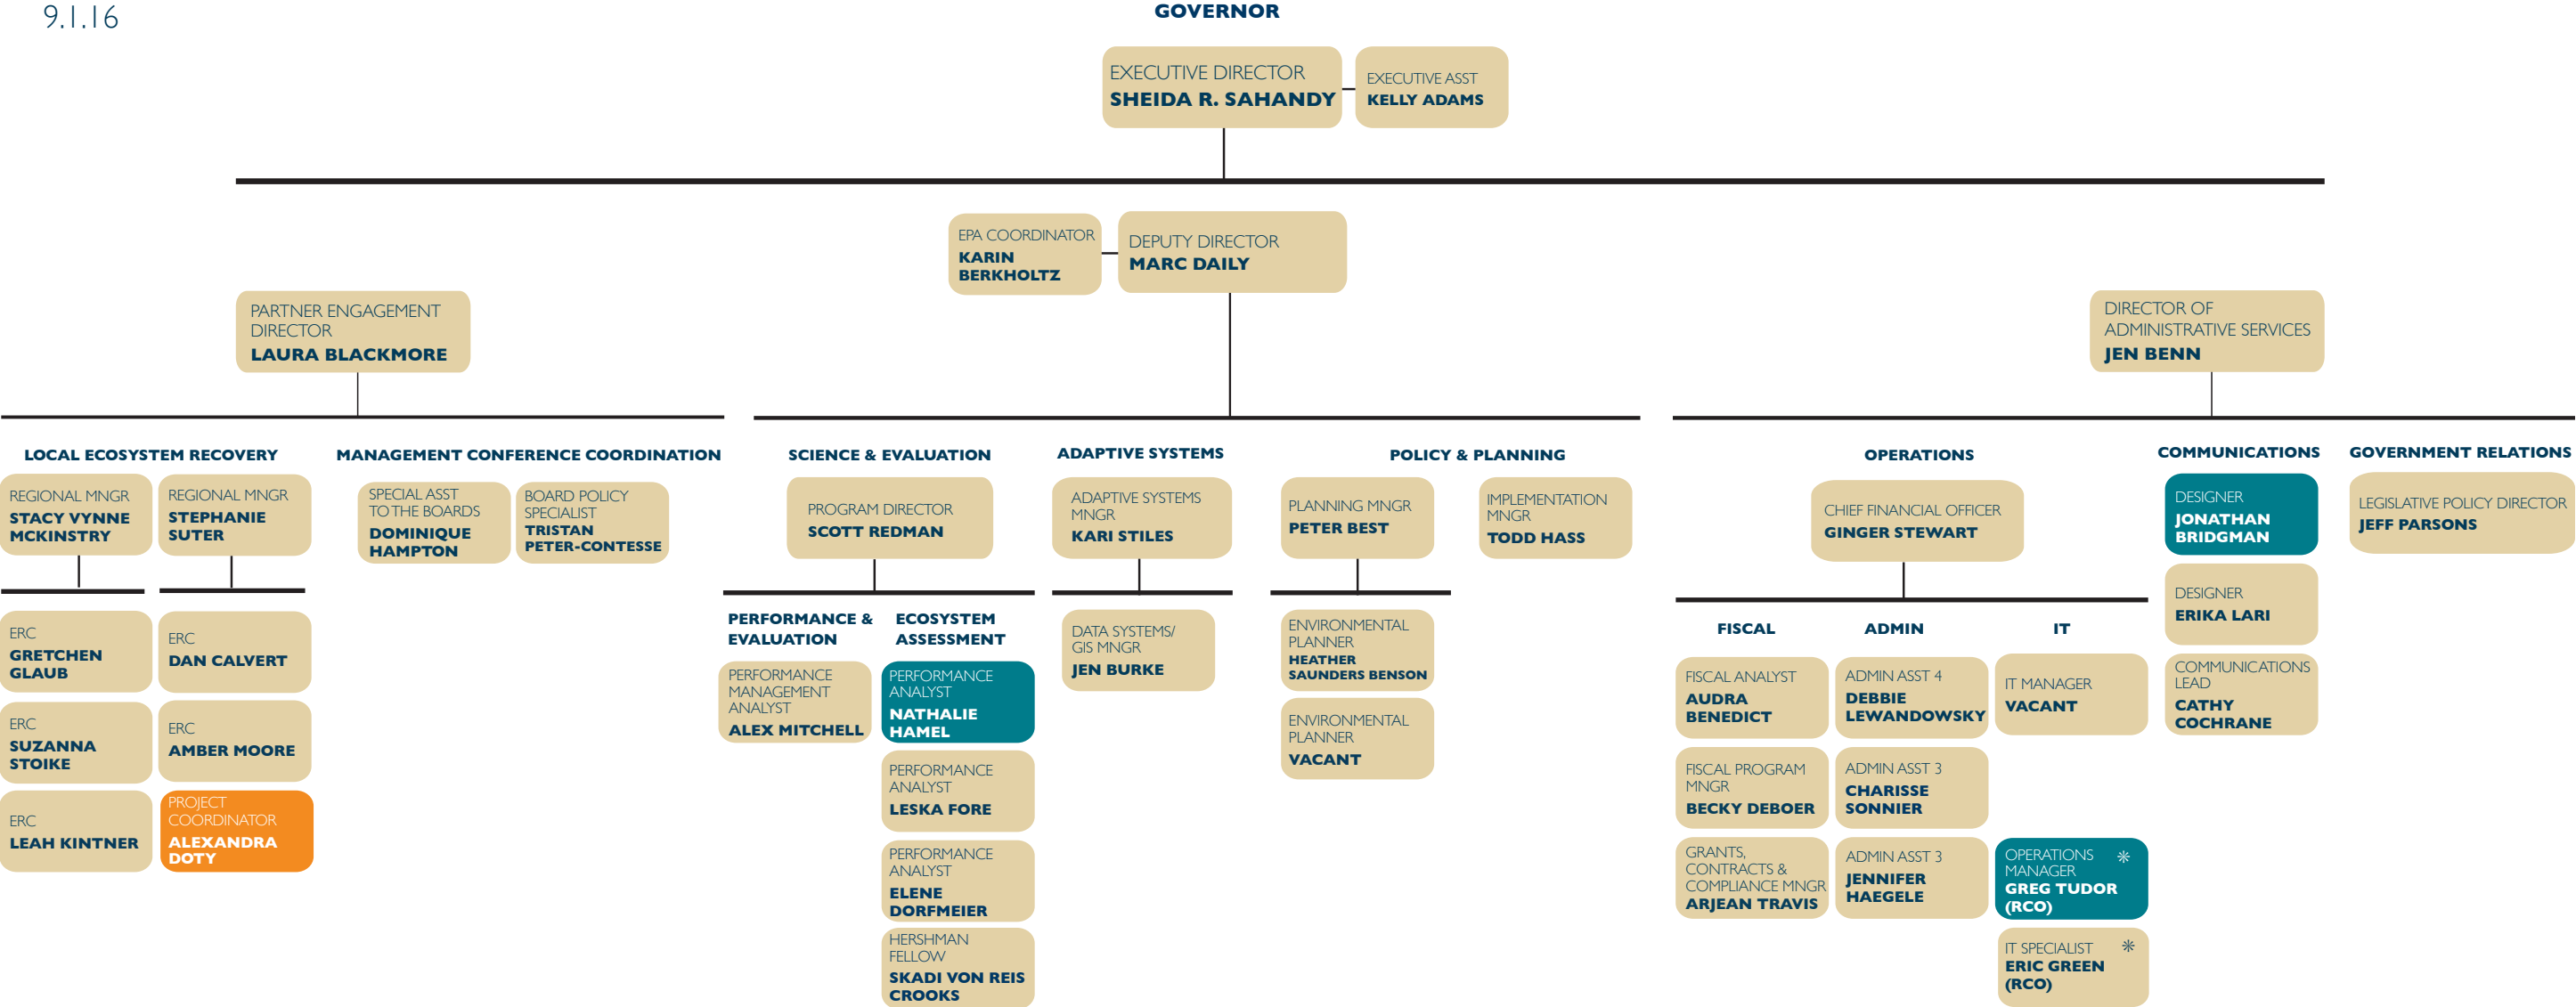 9.1.16
GOVERNOR
EXECUTIVE DIRECTOR
SHEIDA R. SAHANDY
EXECUTIVE ASST
KELLY ADAMS
EPA COORDINATOR
KARIN
BERKHOLTZ
DEPUTY DIRECTOR
MARC DAILY
PARTNER ENGAGEMENT
DIRECTOR
LAURA BLACKMORE
DIRECTOR OF
ADMINISTRATIVE SERVICES
JEN BENN
LOCAL ECOSYSTEM RECOVERY
REGIONAL MNGR
STACY VYNNE
MCKINSTRY
REGIONAL MNGR
STEPHANIE
SUTER
ERC
GRETCHEN
GLAUB
ERC
SUZANNA
STOIKE
ERC
LEAH KINTNER
ERC
DAN CALVERT
ERC
AMBER MOORE
PROJECT
COORDINATOR
ALEXANDRA
DOTY
MANAGEMENT CONFERENCE COORDINATION
SPECIAL ASST
TO THE BOARDS
DOMINIQUE
HAMPTON
BOARD POLICY
SPECIALIST
TRISTAN
PETER-CONTESSE
SCIENCE & EVALUATION
PROGRAM DIRECTOR
SCOTT REDMAN
PERFORMANCE &
EVALUATION
PERFORMANCE
MANAGEMENT
ANALYST
ALEX MITCHELL
ECOSYSTEM
ASSESSMENT
PERFORMANCE
ANALYST
NATHALIE
HAMEL
PERFORMANCE
ANALYST
LESKA FORE
PERFORMANCE
ANALYST
ELENE
DORFMEIER
HERSHMAN
FELLOW
SKADI VON REIS
CROOKS
ADAPTIVE SYSTEMS
ADAPTIVE SYSTEMS
MNGR
KARI STILES
DATA SYSTEMS/
GIS MNGR
JEN BURKE
POLICY & PLANNING
PLANNING MNGR
PETER BEST
IMPLEMENTATION
MNGR
TODD HASS
ENVIRONMENTAL
PLANNER
HEATHER
SAUNDERS BENSON
ENVIRONMENTAL
PLANNER
VACANT
OPERATIONS
CHIEF FINANCIAL OFFICER
GINGER STEWART
FISCAL
FISCAL ANALYST
AUDRA
BENEDICT
FISCAL PROGRAM
MNGR
BECKY DEBOER
GRANTS,
CONTRACTS &
COMPLIANCE MNGR
ARJEAN TRAVIS
ADMIN
ADMIN ASST 4
DEBBIE
LEWANDOWSKY
ADMIN ASST 3
CHARISSE
SONNIER
ADMIN ASST 3
JENNIFER
HAEGELE
IT
IT MANAGER
VACANT
OPERATIONS ✳
MANAGER
GREG TUDOR
(RCO)
IT SPECIALIST ✳
ERIC GREEN
(RCO)
COMMUNICATIONS
DESIGNER
JONATHAN
BRIDGMAN
DESIGNER
ERIKA LARI
COMMUNICATIONS
LEAD
CATHY
COCHRANE
GOVERNMENT RELATIONS
LEGISLATIVE POLICY DIRECTOR
JEFF PARSONS